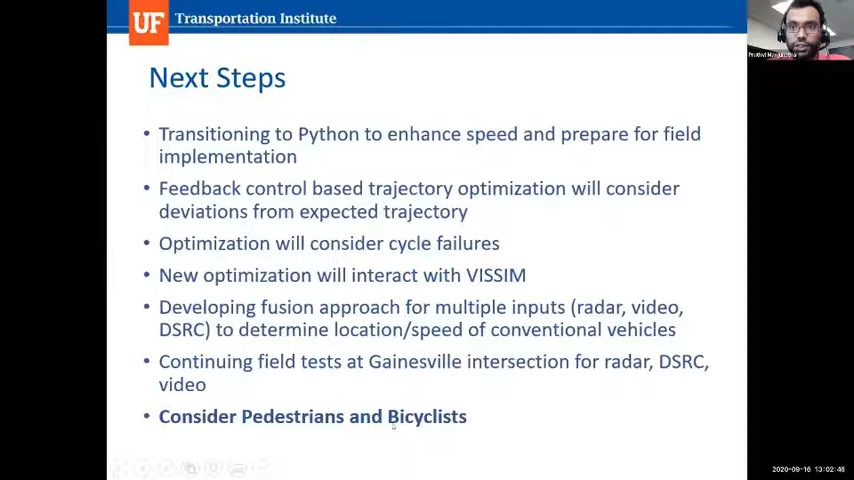 UF Transportation Institute
Next Steps
• Transitioning to Python to enhance speed and prepare for field
implementation
• Feedback control based trajectory optimization will consider
deviations from expected trajectory
• Optimization will consider cycle failures
• New optimization will interact with VISSIM
• Developing fusion approach for multiple inputs (radar, video,
DSRC) to determine location/speed of conventional vehicles
• Continuing field tests at Gainesville intersection for radar, DSRC,
video
• Consider Pedestrians and Bicyclists
2020-09-16 13:02:48